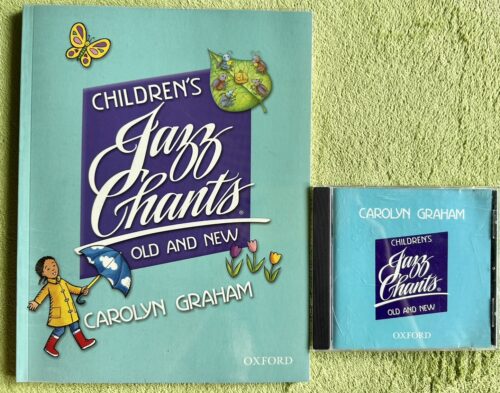 CHILDREN'S
Jazz
Chants®
OLD AND NEW
CAROLYN GRAHAM
OXFORD
CAROLYN GRAHAM
CHILDREN'S
Jazz
Chants®
OLD AND NEW
OXFORD